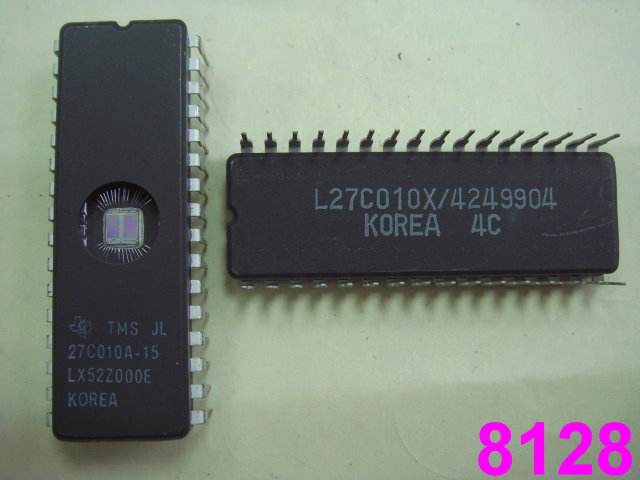 TMS JL
27C010A-15
LX52Z000E
KOREA
L27C010X/4249904
KOREA 4C
8128